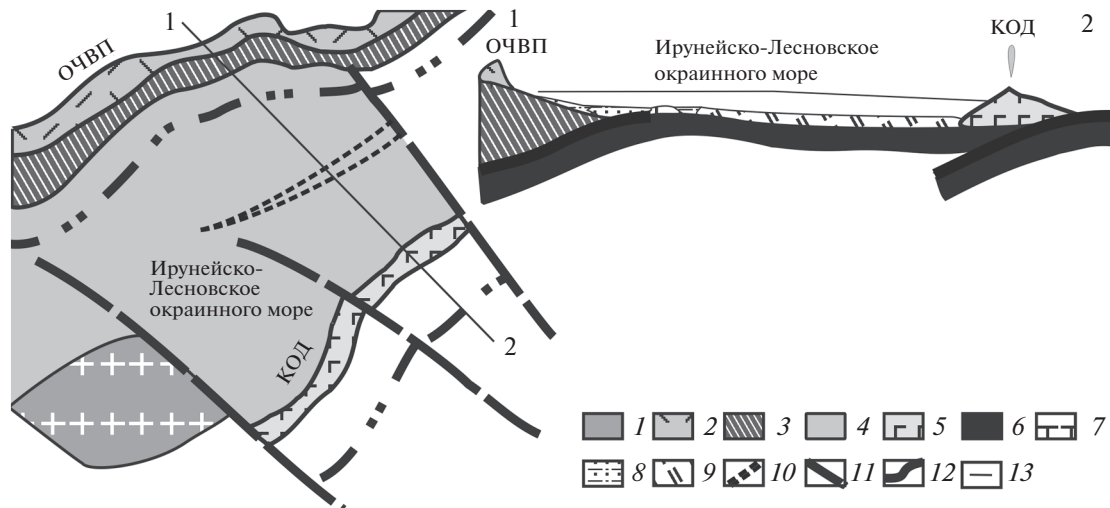 1
1
ОЧВП
Ирунейско-
Лесновское
окраинного море
КОД
2
ОЧВП
Ирунейско-Лесновское
окраинного море
КОД
2
1 2 3 4 5 6 7
8 9 10 11 12 13